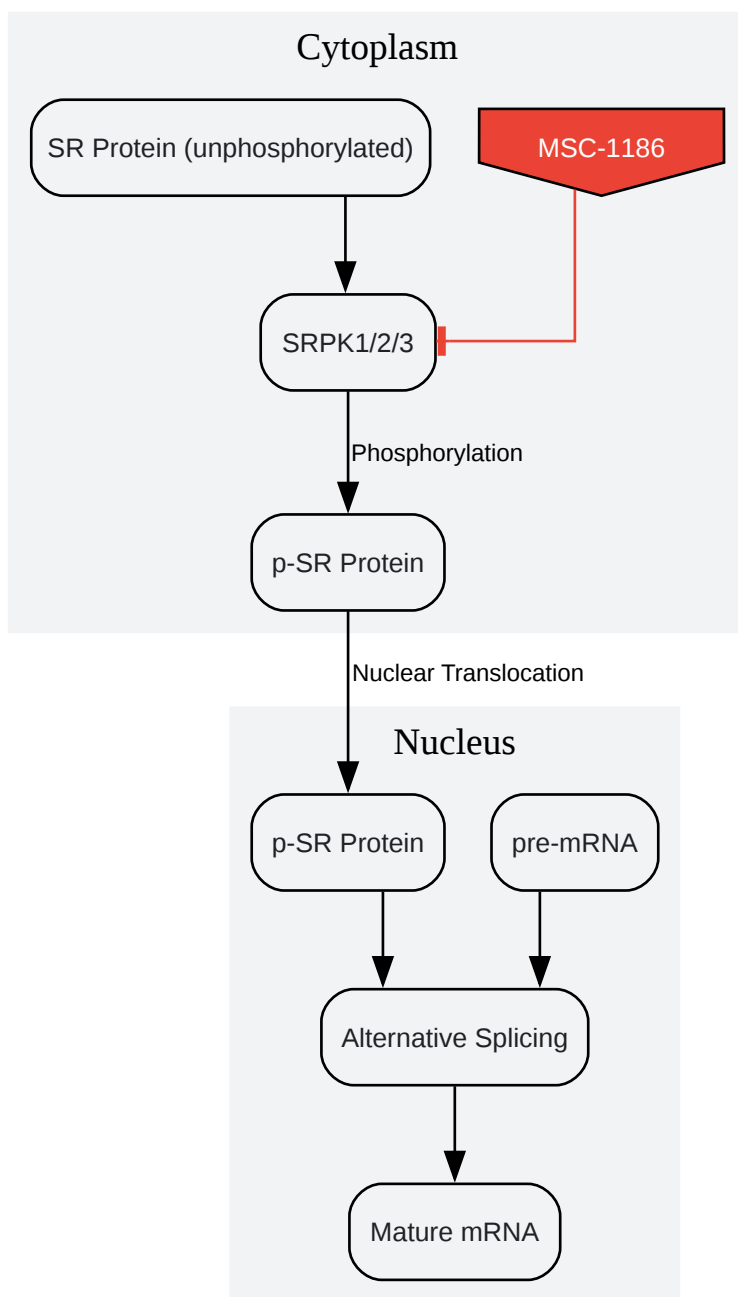 Cytoplasm
SR Protein (unphosphorylated)
MSC-1186
SRPK1/2/3
Phosphorylation
p-SR Protein
Nuclear Translocation
Nucleus
p-SR Protein
pre-mRNA
Alternative Splicing
Mature mRNA